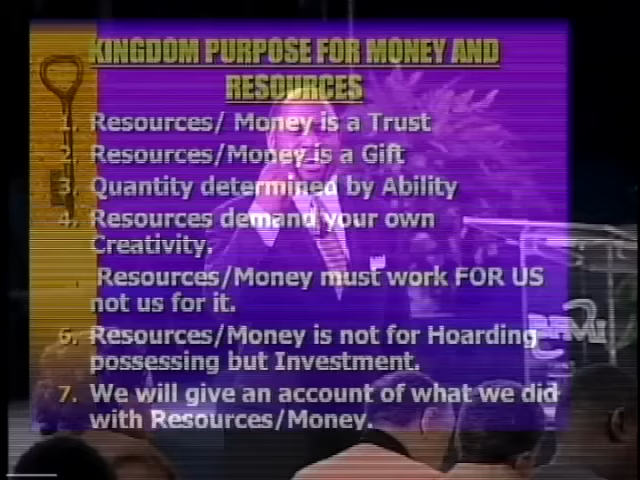 KINGDOM PURPOSE FOR MONEY AND
RESOURCES
1. Resources/ Money is a Trust
2. Resources/Money is a Gift
3. Quantity determined by Ability
4. Resources demand your own
Creativity.
Resources/Money must work FOR US
not us for it.
6. Resources/Money is not for Hoarding
possessing but Investment.
7. We will give an account of what we did
with Resources/Money.